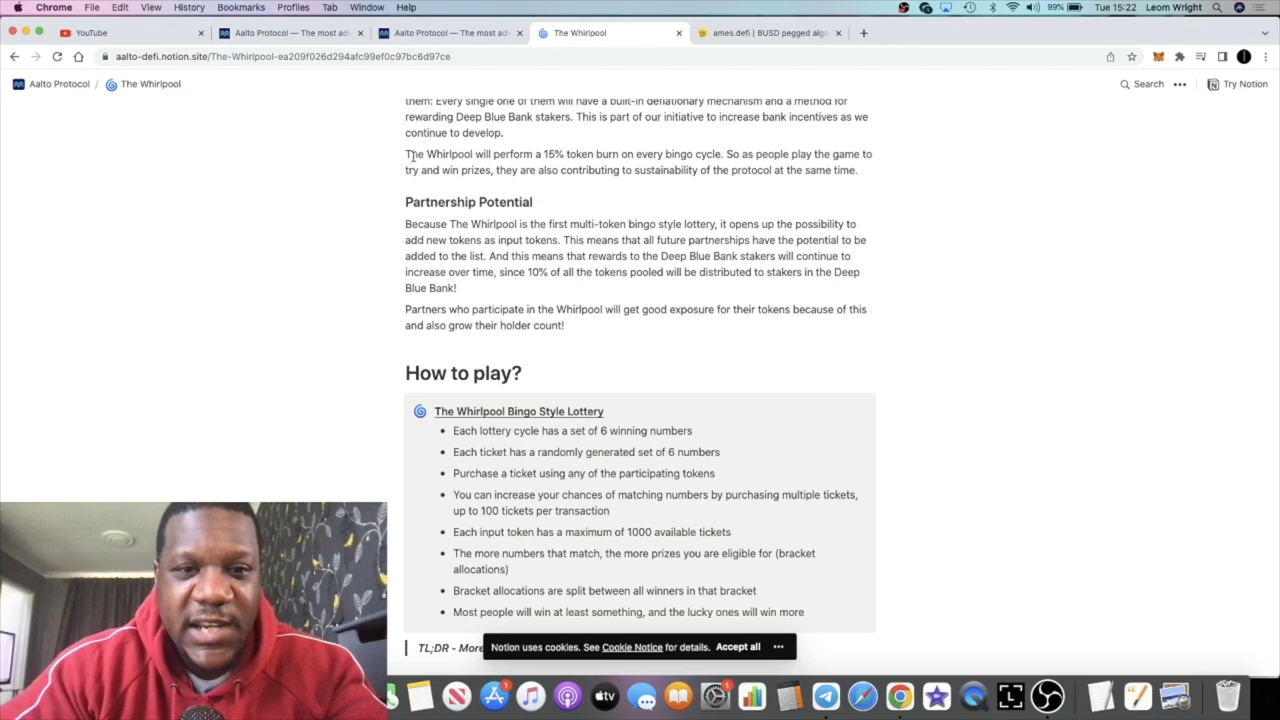 Chrome File Edit View History Bookmarks Profiles Tab Window Help 99% Tue 15:22 Leom Wright
YouTube Aalto Protocol — The most adv Aalto Protocol — The most adv The Whirlpool ames.defi | BUSD pegged algo
aalto-defi.notion.site/The-Whirlpool-ea209f026d294afc99ef0c97bc6d97ce
Aalto Protocol / The Whirlpool Search Try Notion
them: Every single one of them will have a built-in deflationary mechanism and a method for
rewarding Deep Blue Bank stakers. This is part of our initiative to increase bank incentives as we
continue to develop.
The Whirlpool will perform a 15% token burn on every bingo cycle. So as people play the game to
try and win prizes, they are also contributing to sustainability of the protocol at the same time.
Partnership Potential
Because The Whirlpool is the first multi-token bingo style lottery, it opens up the possibility to
add new tokens as input tokens. This means that all future partnerships have the potential to be
added to the list. And this means that rewards to the Deep Blue Bank stakers will continue to
increase over time, since 10% of all the tokens pooled will be distributed to stakers in the Deep
Blue Bank!
Partners who participate in the Whirlpool will get good exposure for their tokens because of this
and also grow their holder count!
How to play?
The Whirlpool Bingo Style Lottery
• Each lottery cycle has a set of 6 winning numbers
• Each ticket has a randomly generated set of 6 numbers
• Purchase a ticket using any of the participating tokens
• You can increase your chances of matching numbers by purchasing multiple tickets,
up to 100 tickets per transaction
• Each input token has a maximum of 1000 available tickets
• The more numbers that match, the more prizes you are eligible for (bracket
allocations)
• Bracket allocations are split between all winners in that bracket
• Most people will win at least something, and the lucky ones will win more
TL;DR - More
Notion uses cookies. See Cookie Notice for details. Accept all
tv